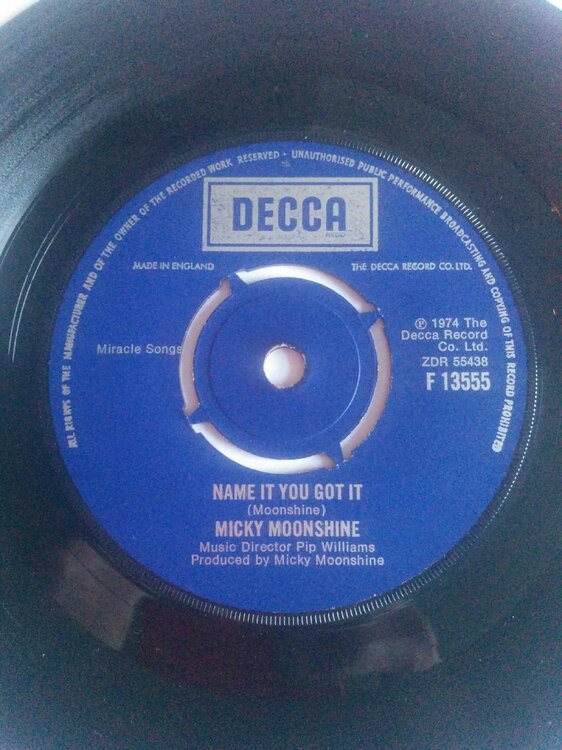 ALL RIGHTS OF THE MANUFACTURER AND OF THE OWNER OF THE RECORDED WORK RESERVED · UNAUTHORISED PUBLIC PERFORMANCE BROADCASTING AND COPYING OF THIS RECORD PROHIBITED
DECCA
MADE IN ENGLAND
THE DECCA RECORD CO. LTD.
Miracle Songs
℗ 1974 The
Decca Record
Co. Ltd.
ZDR 55438
F 13555
NAME IT YOU GOT IT
(Moonshine)
MICKY MOONSHINE
Music Director Pip Williams
Produced by Micky Moonshine